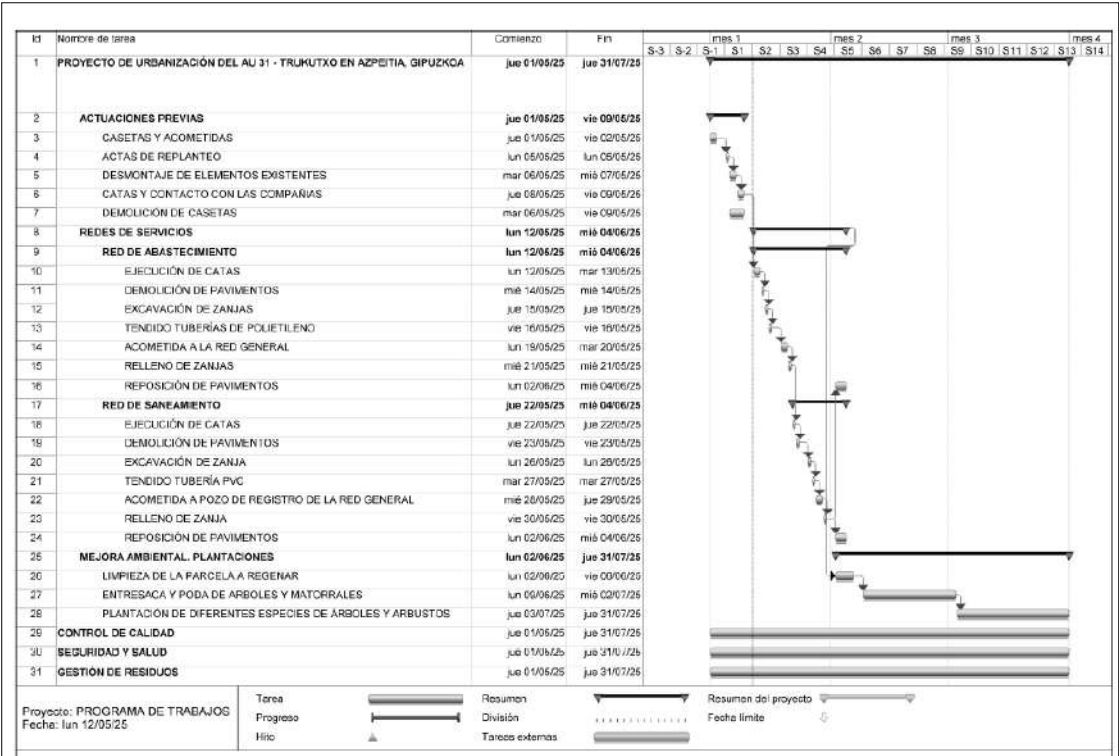 Id Nombre de tarea Comienzo Fin mes 1 mes 2 mes 3 mes 4
S-3 S-2 S-1 S1 S2 S3 S4 S5 S6 S7 S8 S9 S10 S11 S12 S13 S14
1 PROYECTO DE URBANIZACIÓN DEL AU 31 - TRUKUTXO EN AZPEITIA, GIPUZKOA jue 01/05/25 jue 31/07/25
2 ACTUACIONES PREVIAS jue 01/05/25 vie 09/05/25
3 CASETAS Y ACOMETIDAS jue 01/05/25 vie 02/05/25
4 ACTAS DE REPLANTEO lun 05/05/25 lun 05/05/25
5 DESMONTAJE DE ELEMENTOS EXISTENTES mar 06/05/25 mié 07/05/25
6 CATAS Y CONTACTO CON LAS COMPAÑIAS jue 08/05/25 vie 09/05/25
7 DEMOLICIÓN DE CASETAS mar 06/05/25 vie 09/05/25
8 REDES DE SERVICIOS lun 12/05/25 mié 04/06/25
9 RED DE ABASTECIMIENTO lun 12/05/25 mié 04/06/25
10 EJECUCIÓN DE CATAS lun 12/05/25 mar 13/05/25
11 DEMOLICIÓN DE PAVIMENTOS mié 14/05/25 mié 14/05/25
12 EXCAVACIÓN DE ZANJAS jue 15/05/25 jue 15/05/25
13 TENDIDO TUBERÍAS DE POLIETILENO vie 16/05/25 vie 16/05/25
14 ACOMETIDA A LA RED GENERAL lun 19/05/25 mar 20/05/25
15 RELLENO DE ZANJAS mié 21/05/25 mié 21/05/25
16 REPOSICIÓN DE PAVIMENTOS lun 02/06/25 mié 04/06/25
17 RED DE SANEAMIENTO jue 22/05/25 mié 04/06/25
18 EJECUCIÓN DE CATAS jue 22/05/25 jue 22/05/25
19 DEMOLICIÓN DE PAVIMENTOS vie 23/05/25 vie 23/05/25
20 EXCAVACIÓN DE ZANJA lun 26/05/25 lun 26/05/25
21 TENDIDO TUBERÍA PVC mar 27/05/25 mar 27/05/25
22 ACOMETIDA A POZO DE REGISTRO DE LA RED GENERAL mié 28/05/25 jue 29/05/25
23 RELLENO DE ZANJA vie 30/05/25 vie 30/05/25
24 REPOSICIÓN DE PAVIMENTOS lun 02/06/25 mié 04/06/25
25 MEJORA AMBIENTAL. PLANTACIONES lun 02/06/25 jue 31/07/25
26 LIMPIEZA DE LA PARCELA A REGENAR lun 02/06/25 vie 06/06/25
27 ENTRESACA Y PODA DE ARBOLES Y MATORRALES lun 09/06/25 mié 02/07/25
28 PLANTACIÓN DE DIFERENTES ESPECIES DE ÁRBOLES Y ARBUSTOS jue 03/07/25 jue 31/07/25
29 CONTROL DE CALIDAD jue 01/05/25 jue 31/07/25
30 SEGURIDAD Y SALUD jue 01/05/25 jue 31/07/25
31 GESTIÓN DE RESIDUOS jue 01/05/25 jue 31/07/25
Proyecto: PROGRAMA DE TRABAJOS
Fecha: lun 12/05/25
Tarea Resumen Resumen del proyecto
Progreso División Fecha límite
Hito Tareas externas